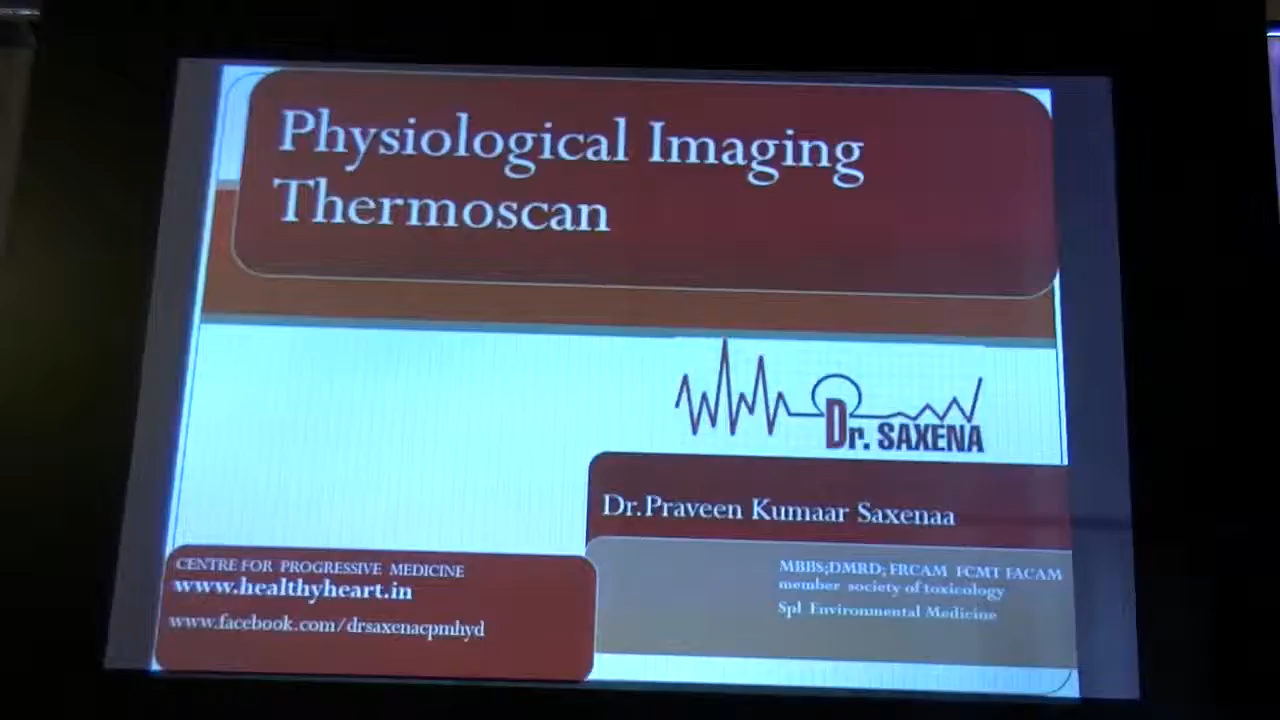 Physiological Imaging
Thermoscan
Dr. SAXENA
Dr.Praveen Kumaar Saxenaa
CENTRE FOR PROGRESSIVE MEDICINE
www.healthyheart.in
www.facebook.com/drsaxenacpmhyd
MBBS;DMRD; FRCAM FCMT FACAM
member society of toxicology
Spl Environmental Medicine